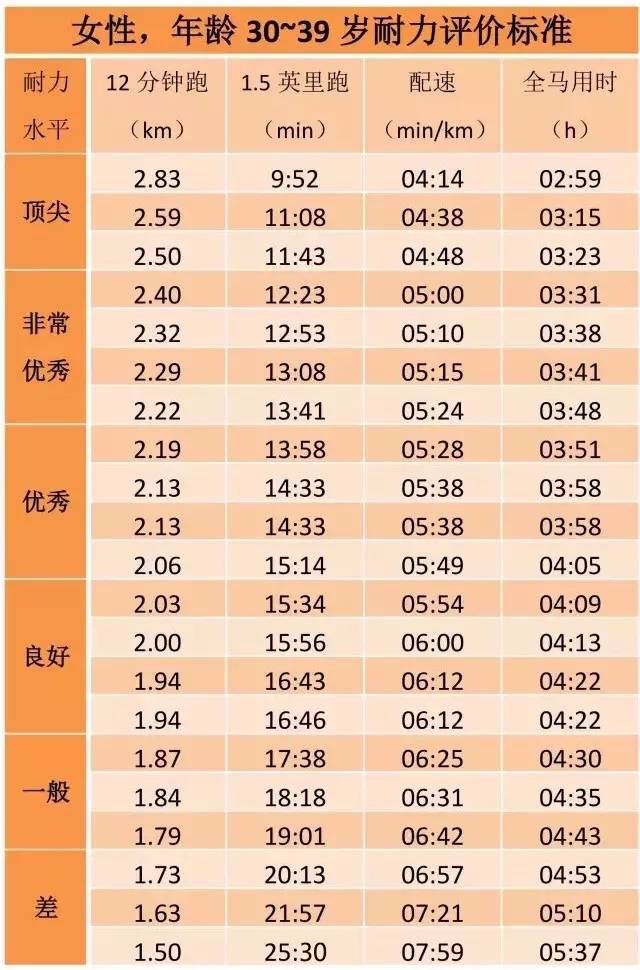 女性，年龄 30~39 岁耐力评价标准
耐力水平 12 分钟跑（km） 1.5 英里跑（min） 配速（min/km） 全马用时（h）
顶尖 2.83 9:52 04:14 02:59
2.59 11:08 04:38 03:15
2.50 11:43 04:48 03:23
非常优秀 2.40 12:23 05:00 03:31
2.32 12:53 05:10 03:38
2.29 13:08 05:15 03:41
2.22 13:41 05:24 03:48
优秀 2.19 13:58 05:28 03:51
2.13 14:33 05:38 03:58
2.13 14:33 05:38 03:58
2.06 15:14 05:49 04:05
良好 2.03 15:34 05:54 04:09
2.00 15:56 06:00 04:13
1.94 16:43 06:12 04:22
1.94 16:46 06:12 04:22
一般 1.87 17:38 06:25 04:30
1.84 18:18 06:31 04:35
1.79 19:01 06:42 04:43
差 1.73 20:13 06:57 04:53
1.63 21:57 07:21 05:10
1.50 25:30 07:59 05:37